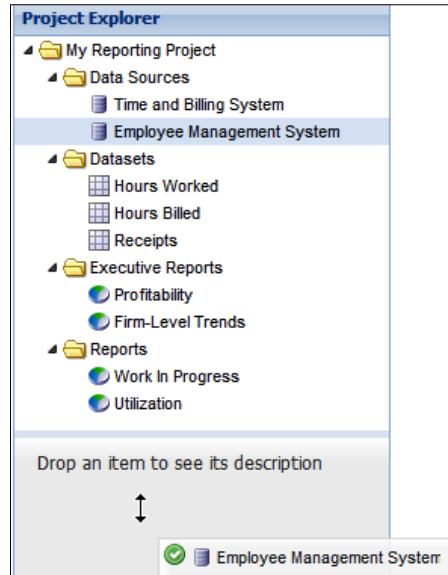 Project Explorer
My Reporting Project
Data Sources
Time and Billing System
Employee Management System
Datasets
Hours Worked
Hours Billed
Receipts
Executive Reports
Profitability
Firm-Level Trends
Reports
Work In Progress
Utilization
Drop an item to see its description
Employee Management System